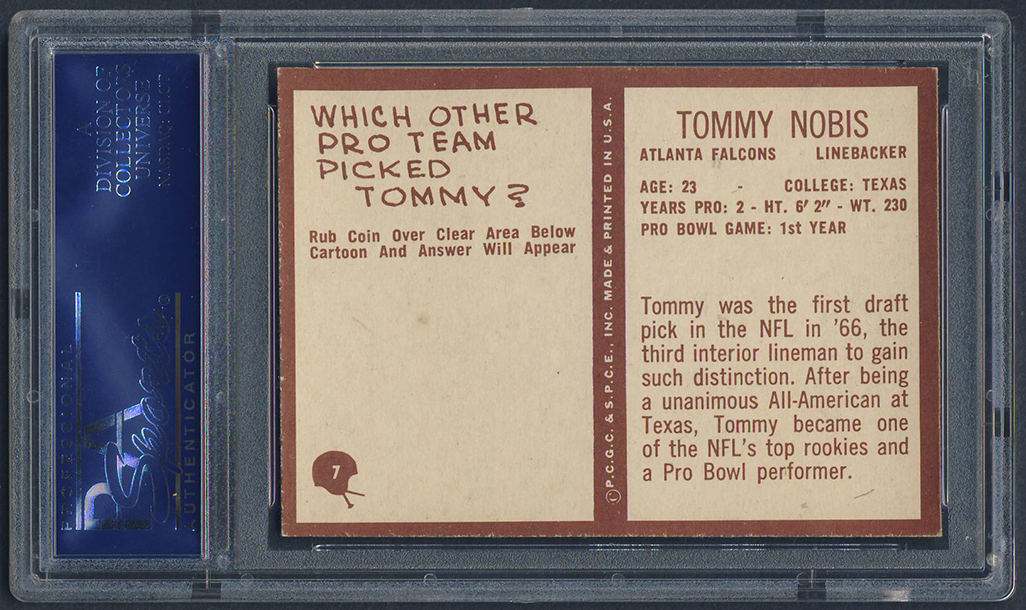 A
DIVISION OF
COLLECTORS
UNIVERSE
NASDAQ: CLCT
PROFESSIONAL
PSA
Sports
AUTHENTICATOR
WHICH OTHER
PRO TEAM
PICKED
TOMMY?
Rub Coin Over Clear Area Below
Cartoon And Answer Will Appear
7
©P.C.G.C. & S.P.C.E., INC. MADE & PRINTED IN U.S.A.
TOMMY NOBIS
ATLANTA FALCONS LINEBACKER
AGE: 23 - COLLEGE: TEXAS
YEARS PRO: 2 - HT. 6' 2" - WT. 230
PRO BOWL GAME: 1st YEAR
Tommy was the first draft
pick in the NFL in '66, the
third interior lineman to gain
such distinction. After being
a unanimous All-American at
Texas, Tommy became one
of the NFL's top rookies and
a Pro Bowl performer.